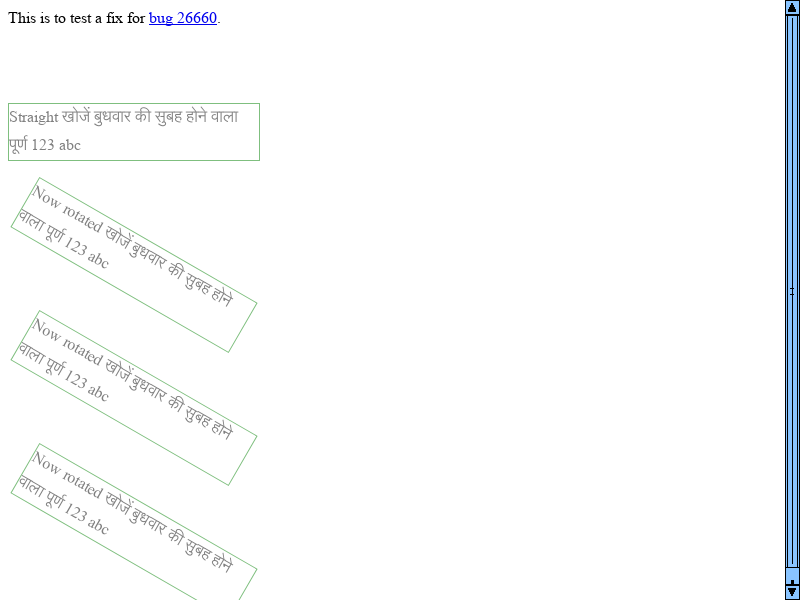 This is to test a fix for bug 26660.
Straight खोजें बुधवार की सुबह होने वाला
पूर्ण 123 abc
Now rotated खोजें बुधवार की सुबह होने
वाला पूर्ण 123 abc
Now rotated खोजें बुधवार की सुबह होने
वाला पूर्ण 123 abc
Now rotated खोजें बुधवार की सुबह होने
वाला पूर्ण 123 abc